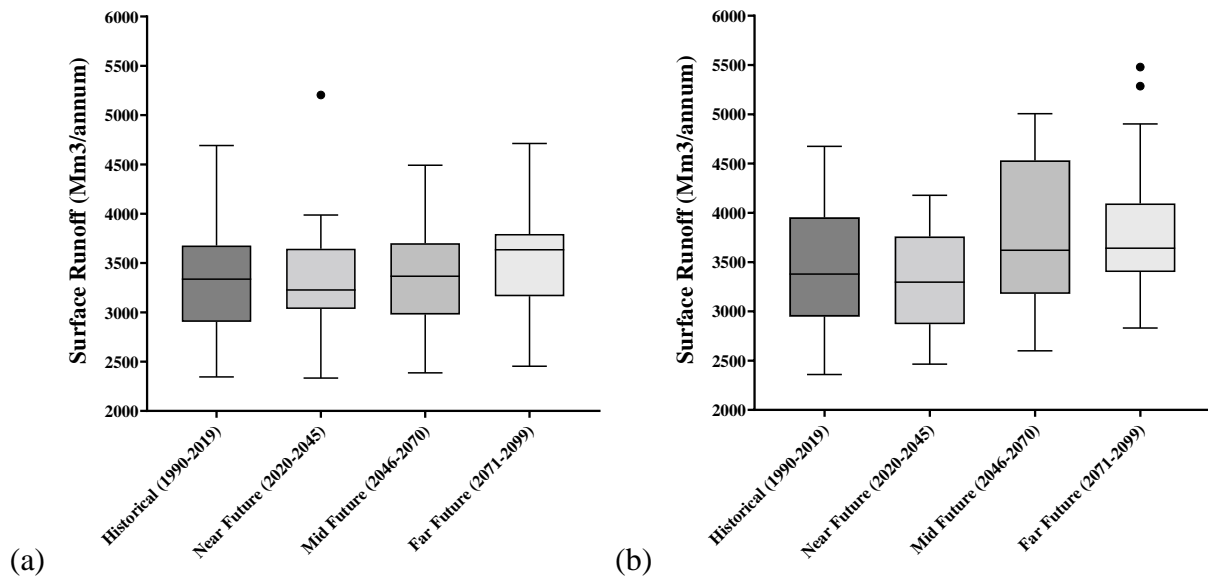 Surface Runoff (Mm3/annum)
6000
5500
5000
4500
4000
3500
3000
2500
2000
Historical (1990-2019)
Near Future (2020-2045)
Mid Future (2046-2070)
Far Future (2071-2099)
(a)
Surface Runoff (Mm3/annum)
6000
5500
5000
4500
4000
3500
3000
2500
2000
Historical (1990-2019)
Near Future (2020-2045)
Mid Future (2046-2070)
Far Future (2071-2099)
(b)